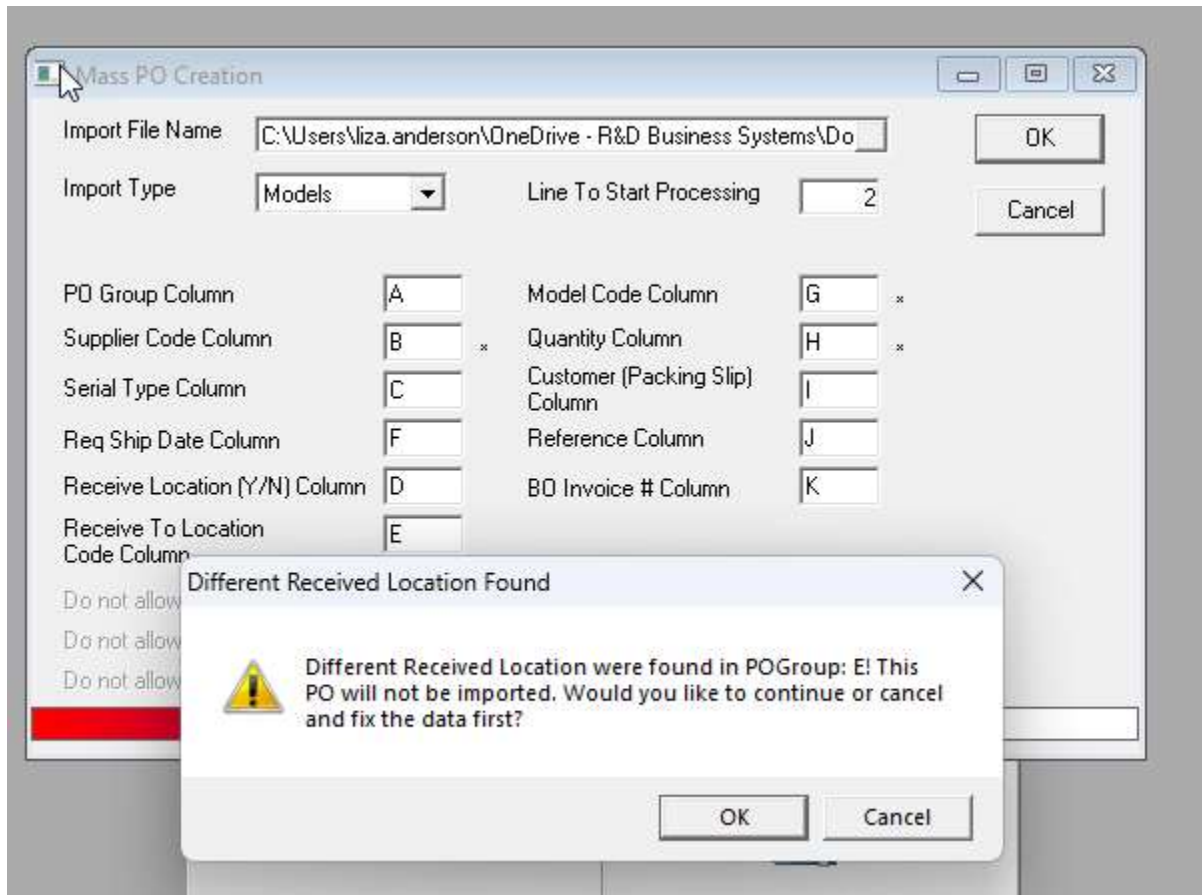 Mass PO Creation
Import File Name C:\Users\liza.anderson\OneDrive - R&D Business Systems\Do OK
Import Type Models Line To Start Processing 2 Cancel
PO Group Column A Model Code Column G *
Supplier Code Column B * Quantity Column H *
Serial Type Column C Customer (Packing Slip) Column I
Req Ship Date Column F Reference Column J
Receive Location (Y/N) Column D BO Invoice # Column K
Receive To Location
Code Column E
Different Received Location Found
Do not allow
Do not allow
Do not allow
Different Received Location were found in POGroup: E! This
PO will not be imported. Would you like to continue or cancel
and fix the data first?
OK Cancel